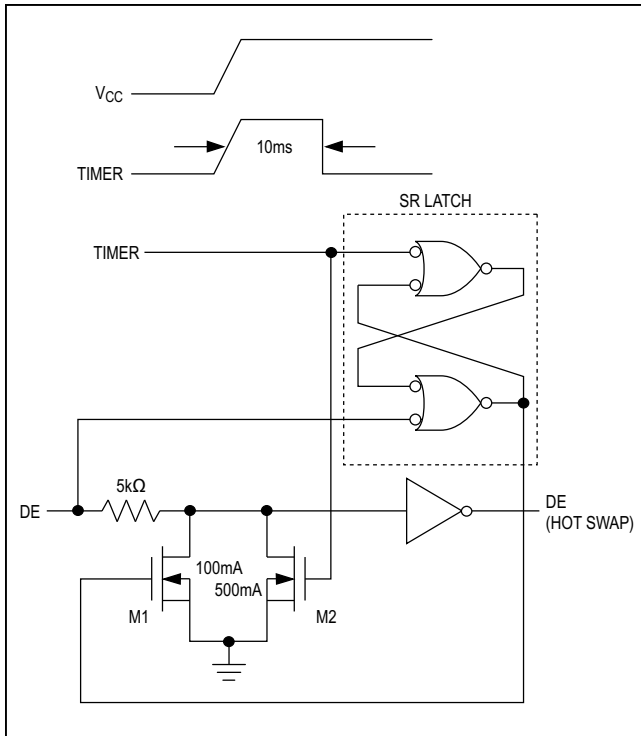 VCC
10ms
TIMER
SR LATCH
TIMER
5kΩ
DE
DE
(HOT SWAP)
100mA
500mA
M1
M2